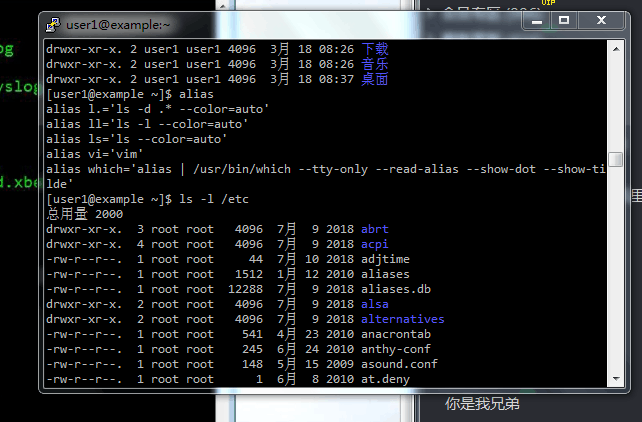 VIP
user1@example:~
og
drwxr-xr-x. 2 user1 user1 4096  3月 18 08:26 下载
drwxr-xr-x. 2 user1 user1 4096  3月 18 08:26 音乐
drwxr-xr-x. 2 user1 user1 4096  3月 18 08:37 桌面
yslog
[user1@example ~]$ alias
alias l.='ls -d .* --color=auto'
alias ll='ls -l --color=auto'
alias ls='ls --color=auto'
alias vi='vim'
alias which='alias | /usr/bin/which --tty-only --read-alias --show-dot --show-ti
d.xbe
lde'
里
[user1@example ~]$ ls -l /etc
总用量 2000
drwxr-xr-x.  3 root root   4096  7月   9 2018 abrt
drwxr-xr-x.  4 root root   4096  7月   9 2018 acpi
-rw-r--r--.  1 root root     44  7月  10 2018 adjtime
-rw-r--r--.  1 root root   1512  1月  12 2010 aliases
-rw-r--r--.  1 root root  12288  7月   9 2018 aliases.db
drwxr-xr-x.  2 root root   4096  7月   9 2018 alsa
drwxr-xr-x.  2 root root   4096  7月   9 2018 alternatives
-rw-r--r--.  1 root root    541  4月  23 2010 anacrontab
-rw-r--r--.  1 root root    245  6月  24 2010 anthy-conf
-rw-r--r--.  1 root root    148  5月  15 2009 asound.conf
-rw-r--r--.  1 root root      1  6月   8 2010 at.deny
你是我兄弟